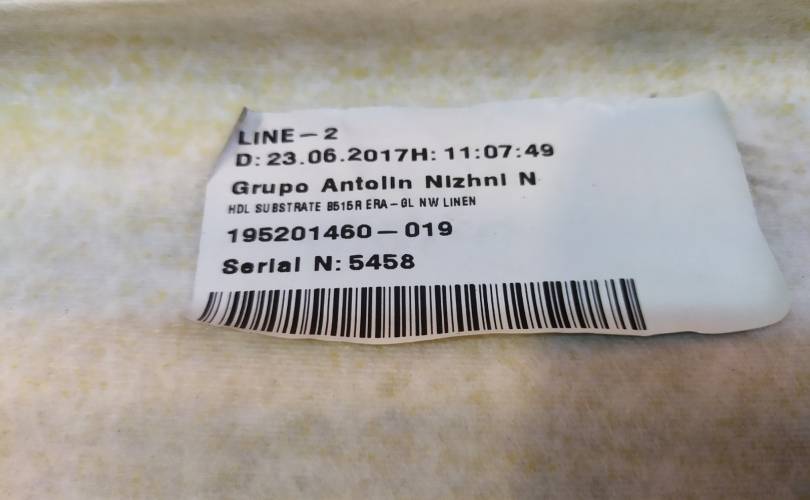 LINE-2
D: 23.06.2017H: 11:07:49
Grupo Antolin Nizhni N
HDL SUBSTRATE B515R ERA-GL NW LINEN
195201460-019
Serial N: 5458